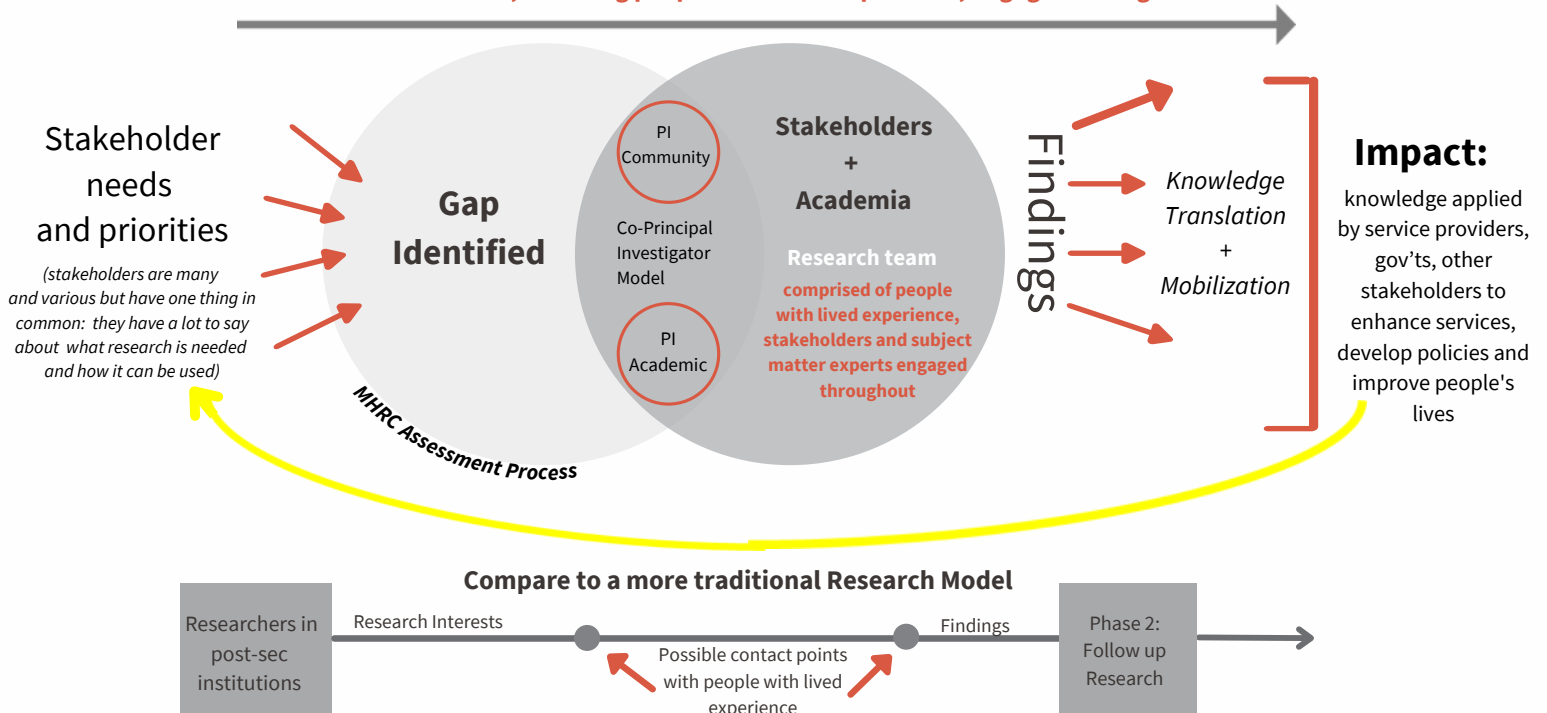 Stakeholder
needs
and priorities
(stakeholders are many
and various but have one thing in
common: they have a lot to say
about what research is needed
and how it can be used)
Gap
Identified
MHRC Assessment Process
PI
Community
Co-Principal
Investigator
Model
PI
Academic
Stakeholders
+
Academia
Research team
comprised of people
with lived experience,
stakeholders and subject
matter experts engaged
throughout
Findings
Knowledge
Translation
+
Mobilization
Impact:
knowledge applied
by service providers,
gov'ts, other
stakeholders to
enhance services,
develop policies and
improve people's
lives
Compare to a more traditional Research Model
Researchers in
post-sec
institutions
Research Interests
Possible contact points
with people with lived
experience
Findings
Phase 2:
Follow up
Research